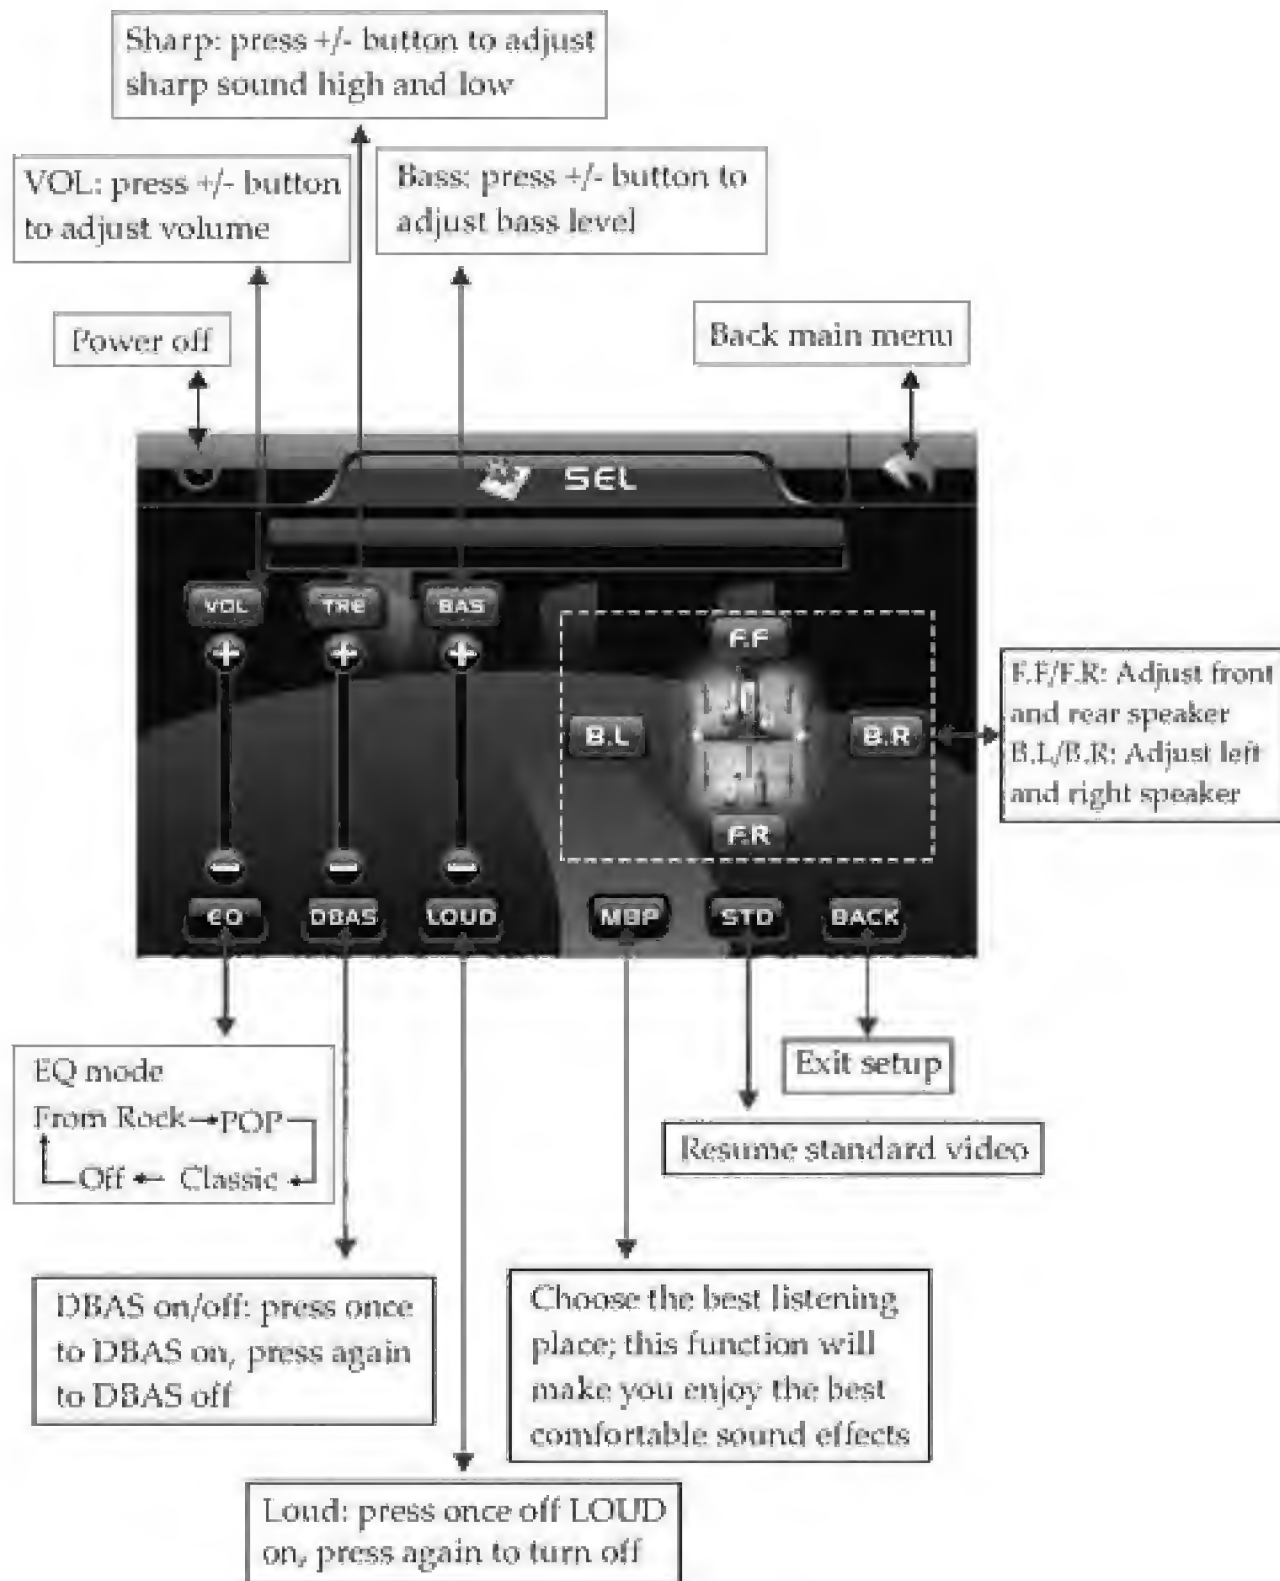 Sharp: press +/- button to adjust
sharp sound high and low
VOL: press +/- button
to adjust volume
Bass: press +/- button to
adjust bass level
Power off
Back main menu
SEL
VOL
TRE
BAS
F.F
B.L
B.R
F.R
F.F/F.R: Adjust front
and rear speaker
B.L/B.R: Adjust left
and right speaker
EQ
DBAS
LOUD
MBP
STD
BACK
EQ mode
From Rock→POP
Off ← Classic
Exit setup
Resume standard video
DBAS on/off: press once
to DBAS on, press again
to DBAS off
Choose the best listening
place; this function will
make you enjoy the best
comfortable sound effects
Loud: press once off LOUD
on, press again to turn off